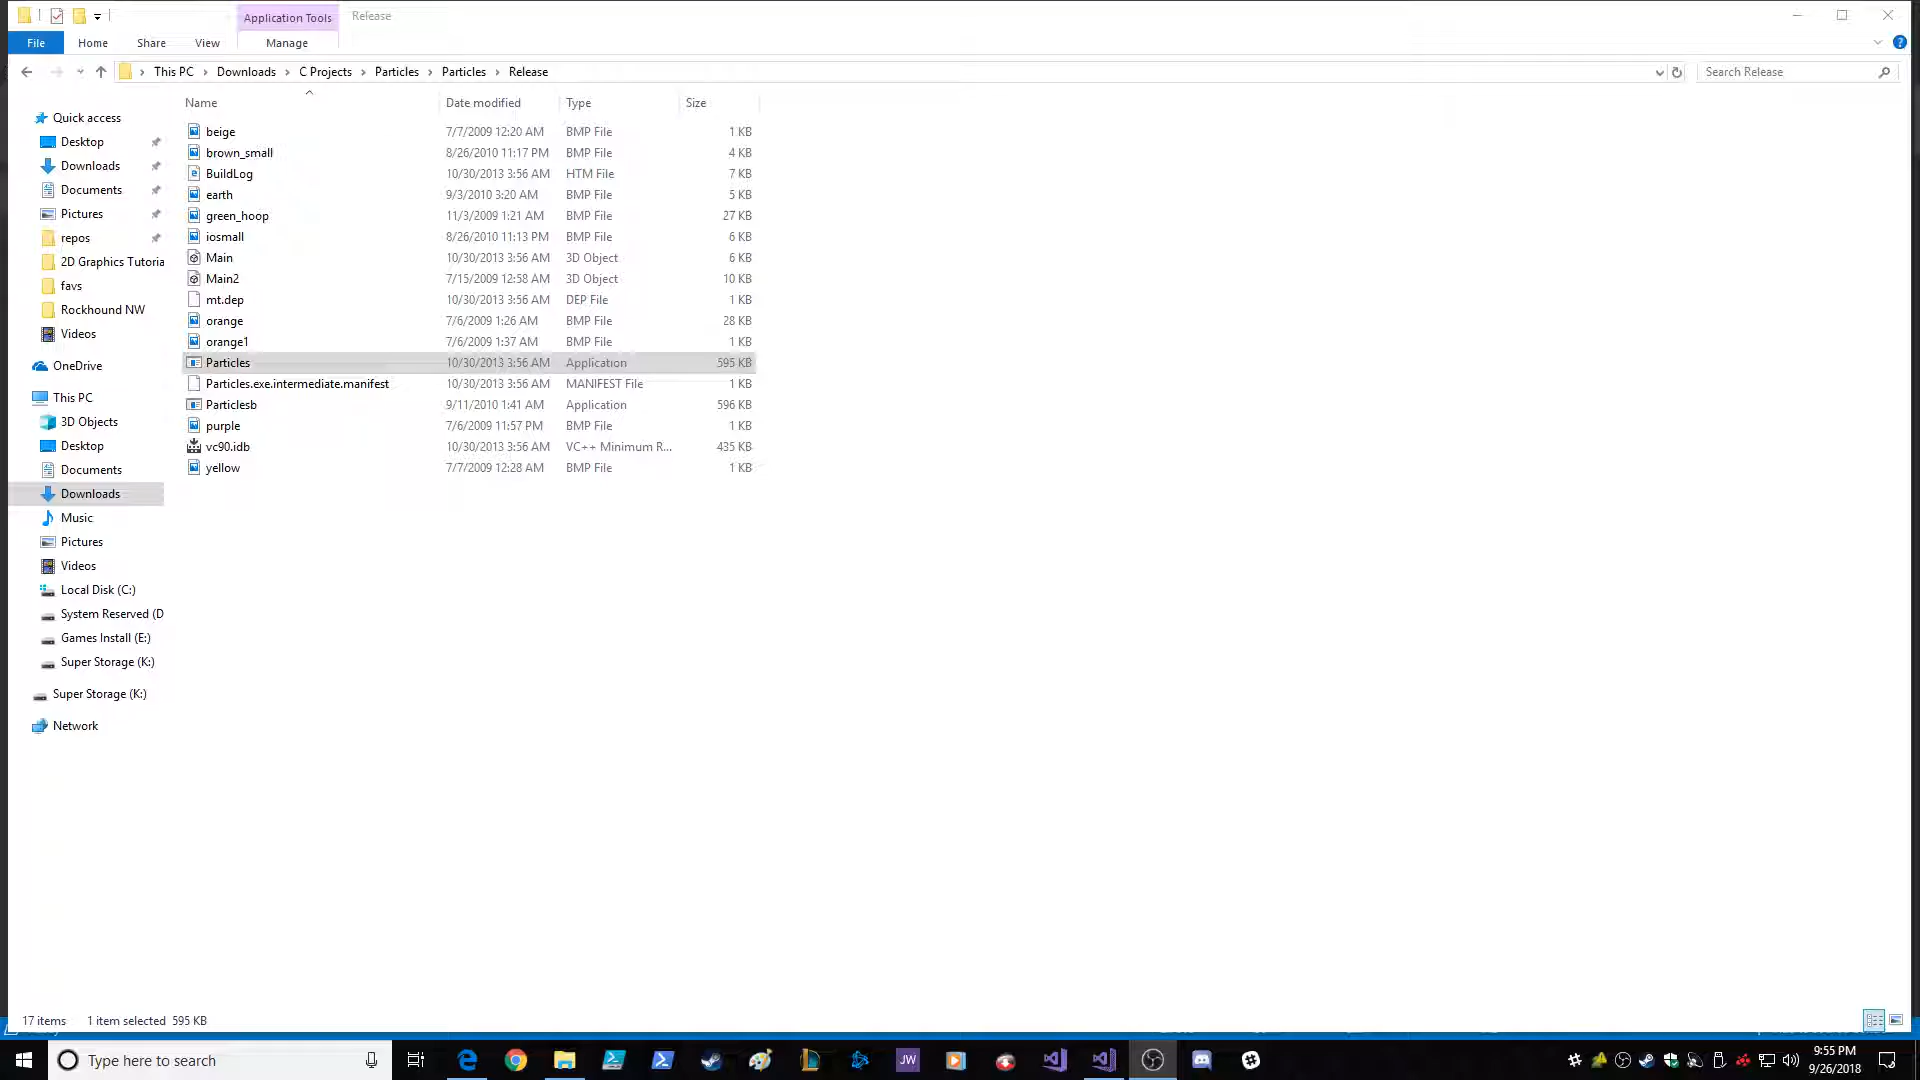 Application Tools Release
File Home Share View Manage
This PC Downloads C Projects Particles Particles Release Search Release
Name Date modified Type Size
Quick access
Desktop
Downloads
Documents
Pictures
repos
2D Graphics Tutoria
favs
Rockhound NW
Videos
OneDrive
This PC
3D Objects
Desktop
Documents
Downloads
Music
Pictures
Videos
Local Disk (C:)
System Reserved (D
Games Install (E:)
Super Storage (K:)
Super Storage (K:)
Network
beige 7/7/2009 12:20 AM BMP File 1 KB
brown_small 8/26/2010 11:17 PM BMP File 4 KB
BuildLog 10/30/2013 3:56 AM HTM File 7 KB
earth 9/3/2010 3:20 AM BMP File 5 KB
green_hoop 11/3/2009 1:21 AM BMP File 27 KB
iosmall 8/26/2010 11:13 PM BMP File 6 KB
Main 10/30/2013 3:56 AM 3D Object 6 KB
Main2 7/15/2009 12:58 AM 3D Object 10 KB
mt.dep 10/30/2013 3:56 AM DEP File 1 KB
orange 7/6/2009 1:26 AM BMP File 28 KB
orange1 7/6/2009 1:37 AM BMP File 1 KB
Particles 10/30/2013 3:56 AM Application 595 KB
Particles.exe.intermediate.manifest 10/30/2013 3:56 AM MANIFEST File 1 KB
Particlesb 9/11/2010 1:41 AM Application 596 KB
purple 7/6/2009 11:57 PM BMP File 1 KB
vc90.idb 10/30/2013 3:56 AM VC++ Minimum R... 435 KB
yellow 7/7/2009 12:28 AM BMP File 1 KB
17 items 1 item selected 595 KB
Type here to search JW 9:55 PM
9/26/2018